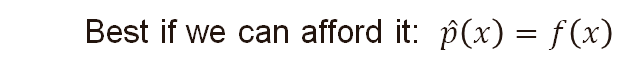 Best if we can afford it: p̂(x) = f(x)